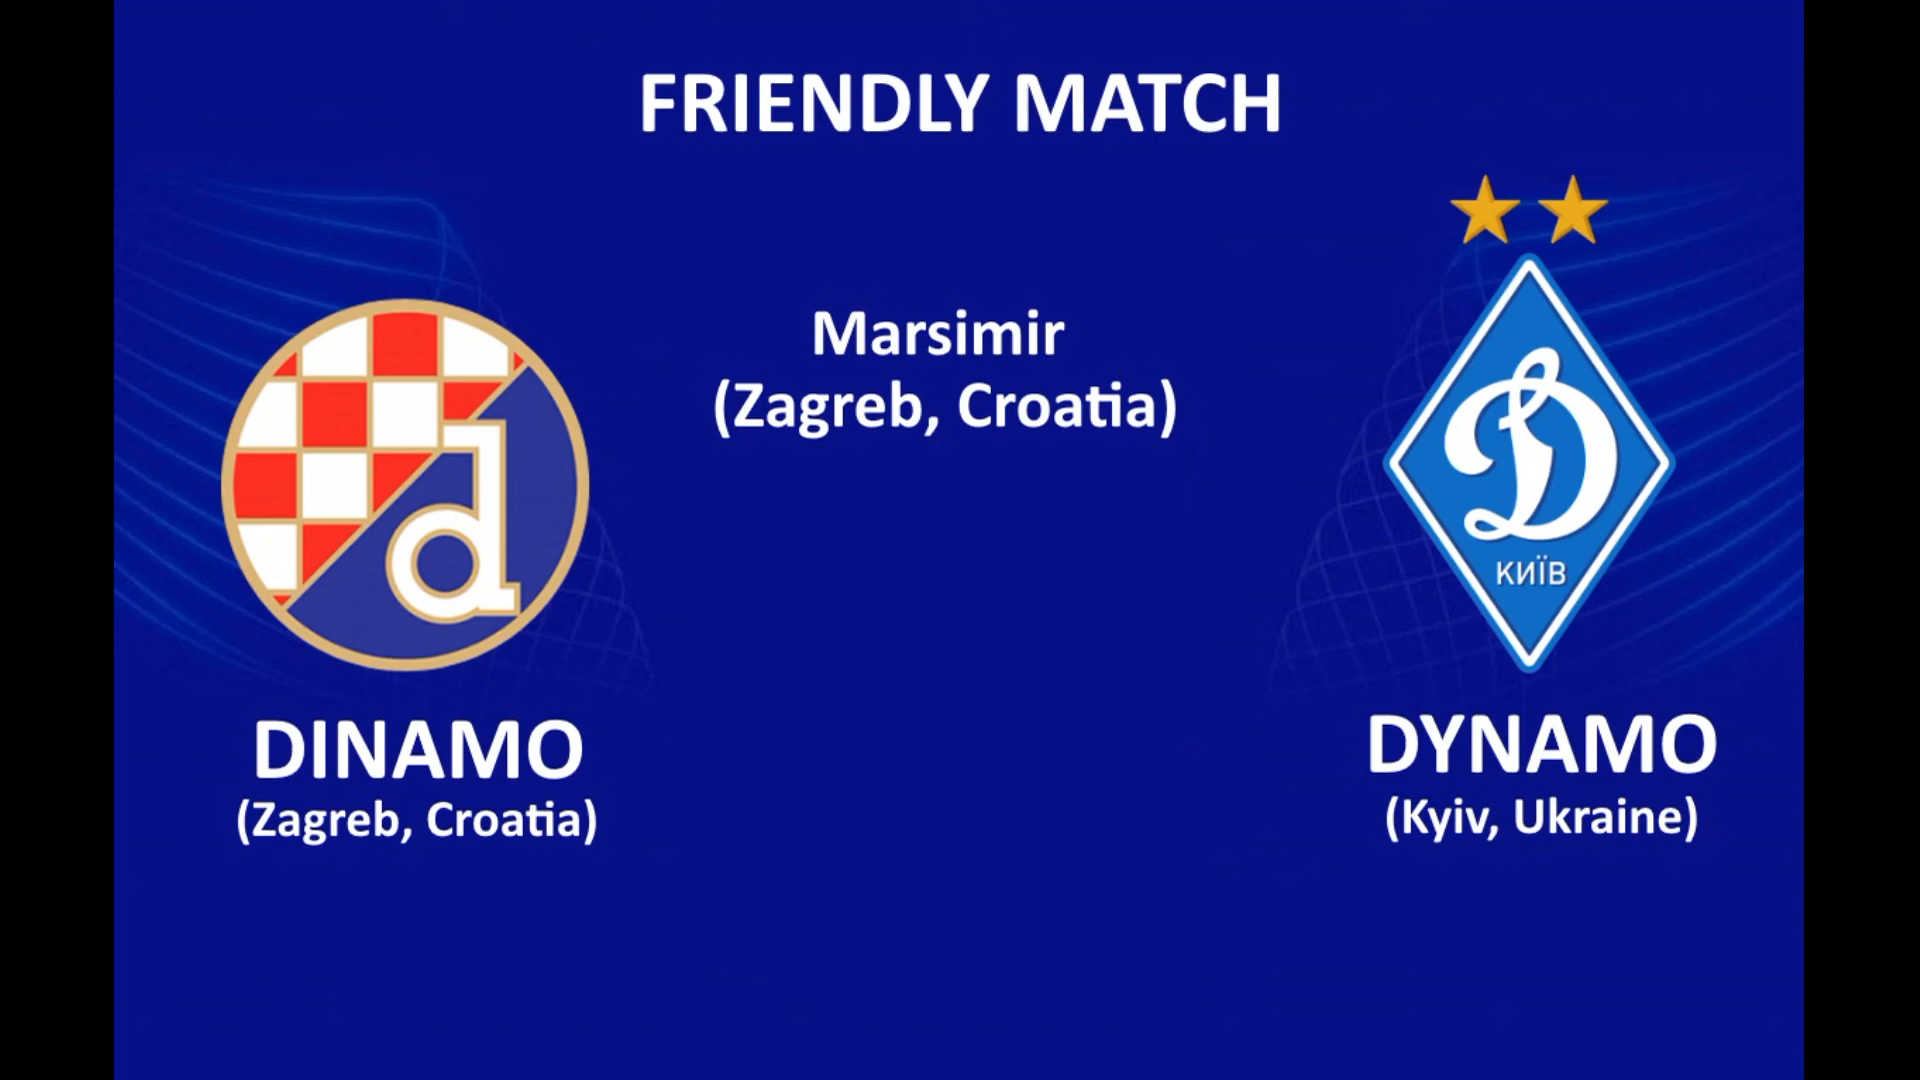 FRIENDLY MATCH
Marsimir
(Zagreb, Croatia)
d
D
КИЇВ
DINAMO
(Zagreb, Croatia)
DYNAMO
(Kyiv, Ukraine)